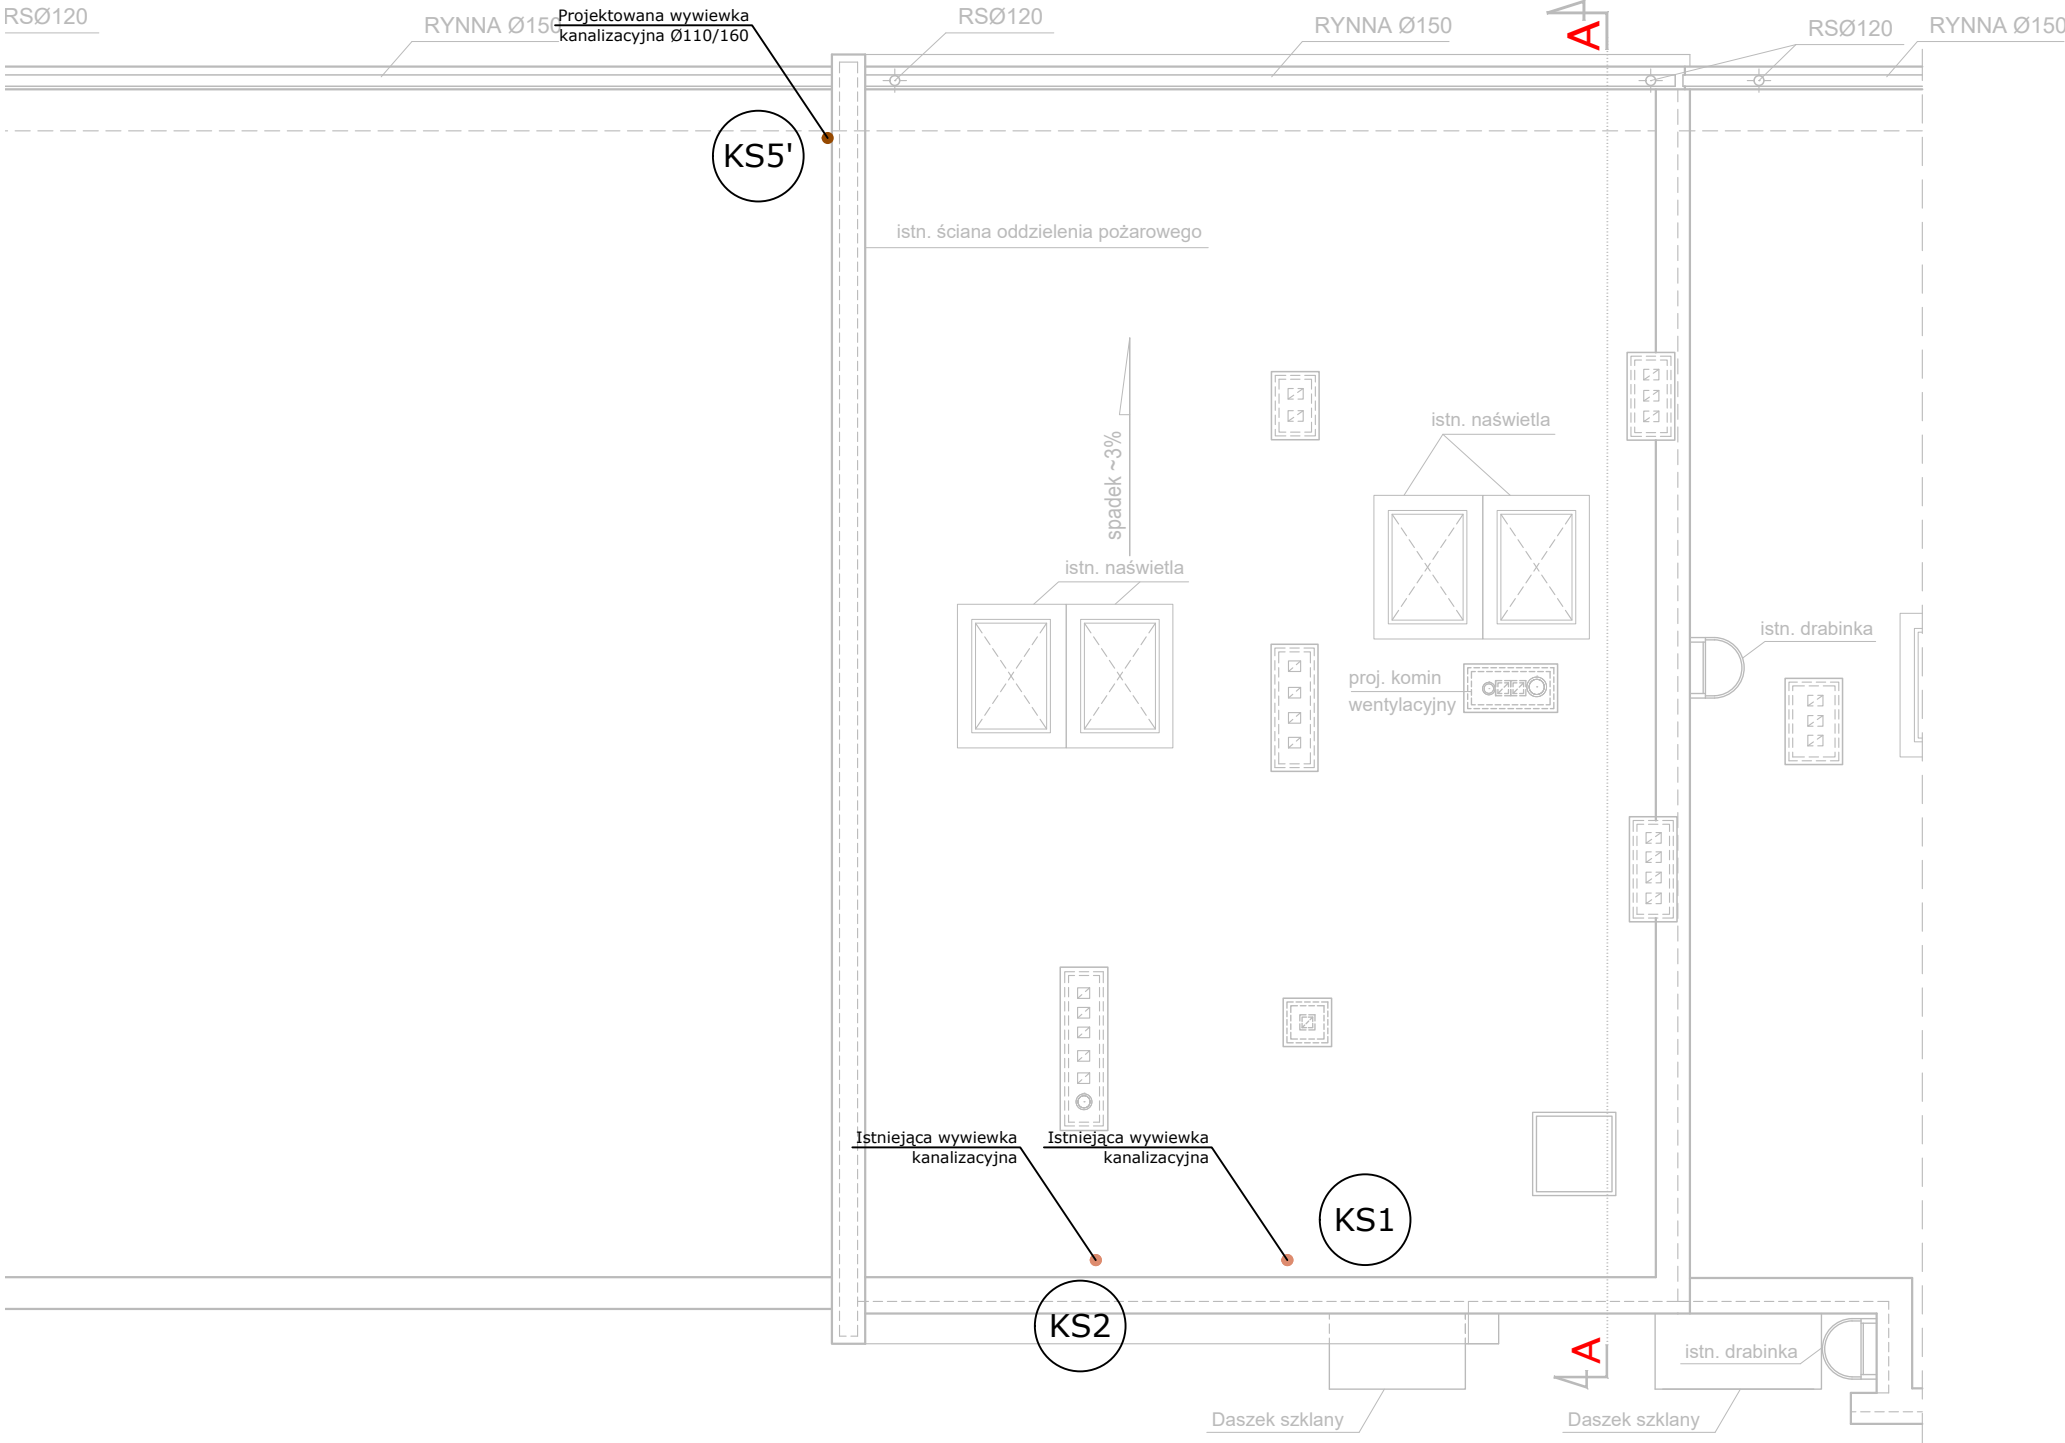 RSØ120
RYNNA Ø150
Projektowana wywiewka
kanalizacyjna Ø110/160
RSØ120
RYNNA Ø150
A
RSØ120
RYNNA Ø150
KS5'
istn. ściana oddzielenia pożarowego
spadek ~3%
istn. naświetla
istn. naświetla
istn. drabinka
proj. komin
wentylacyjny
Istniejąca wywiewka
kanalizacyjna
Istniejąca wywiewka
kanalizacyjna
KS1
KS2
A
istn. drabinka
Daszek szklany
Daszek szklany